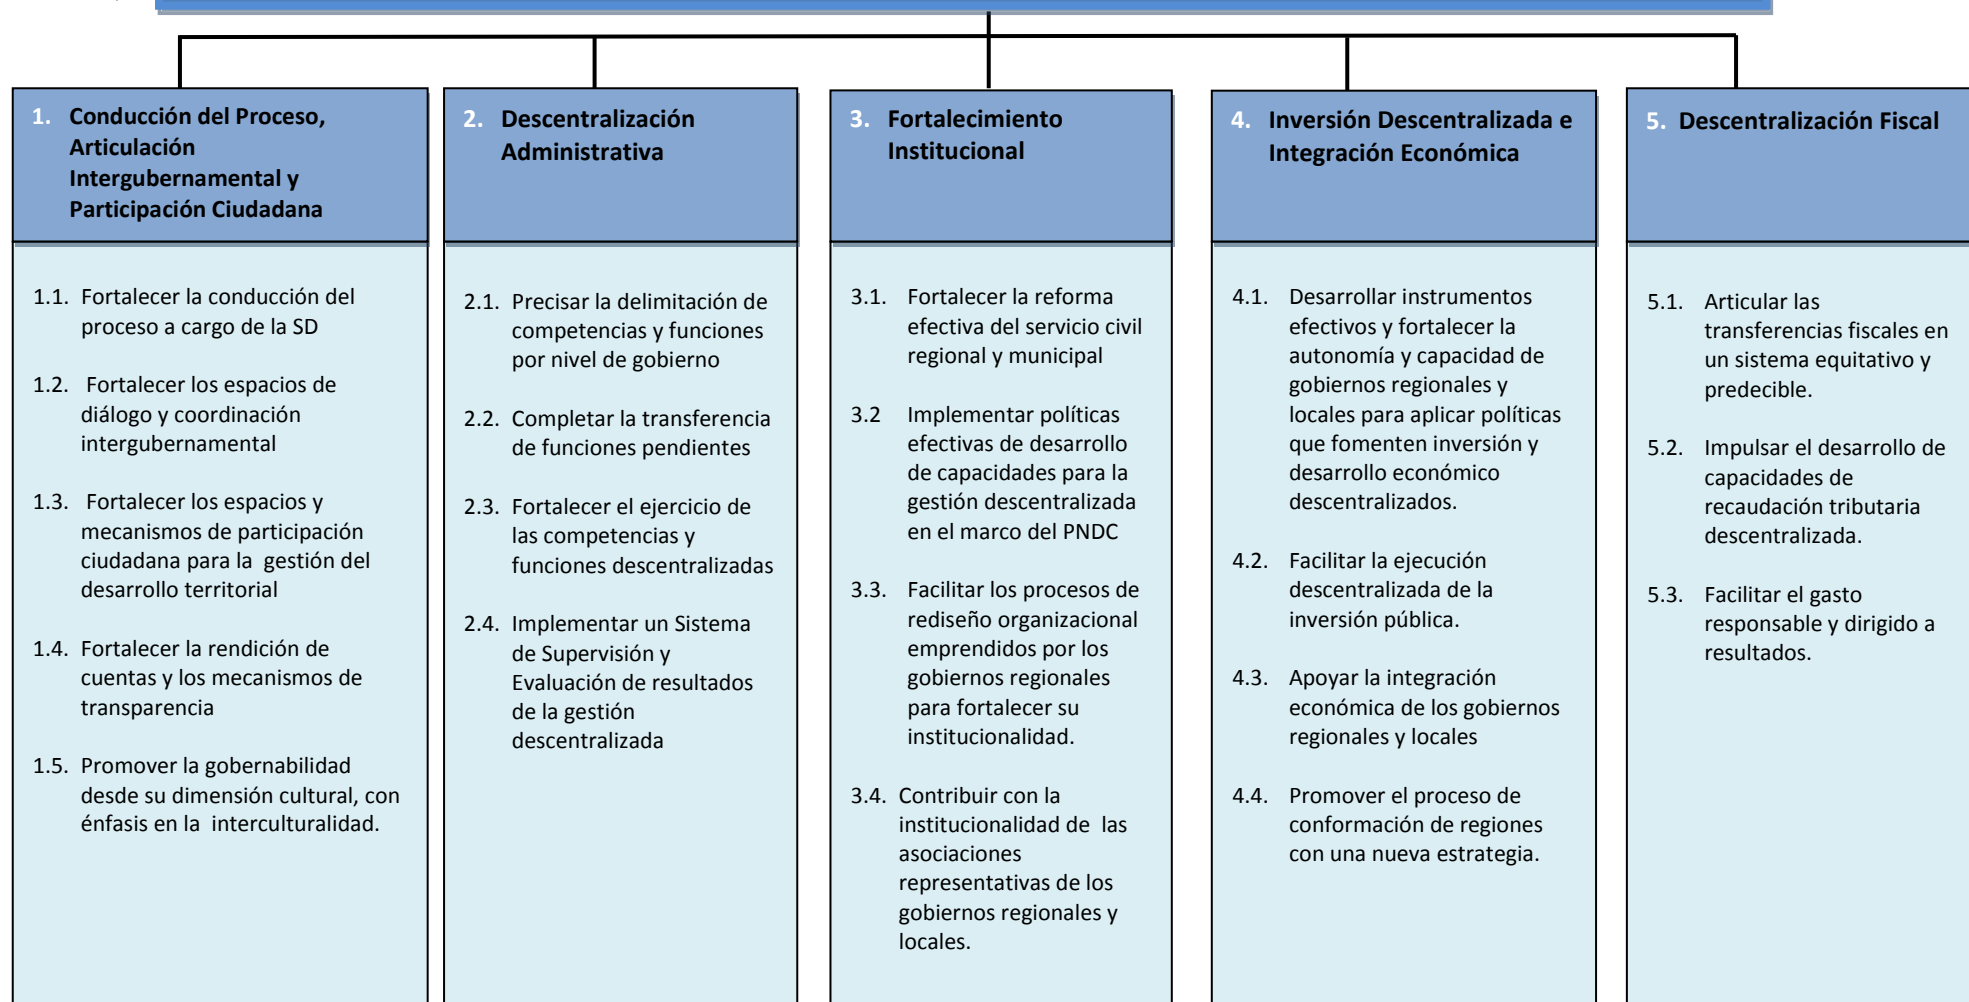 1. Conducción del Proceso,
Articulación
Intergubernamental y
Participación Ciudadana
1.1. Fortalecer la conducción del
proceso a cargo de la SD
1.2. Fortalecer los espacios de
diálogo y coordinación
intergubernamental
1.3. Fortalecer los espacios y
mecanismos de participación
ciudadana para la gestión del
desarrollo territorial
1.4. Fortalecer la rendición de
cuentas y los mecanismos de
transparencia
1.5. Promover la gobernabilidad
desde su dimensión cultural, con
énfasis en la interculturalidad.
2. Descentralización
Administrativa
2.1. Precisar la delimitación de
competencias y funciones
por nivel de gobierno
2.2. Completar la transferencia
de funciones pendientes
2.3. Fortalecer el ejercicio de
las competencias y
funciones descentralizadas
2.4. Implementar un Sistema
de Supervisión y
Evaluación de resultados
de la gestión
descentralizada
3. Fortalecimiento
Institucional
3.1. Fortalecer la reforma
efectiva del servicio civil
regional y municipal
3.2 Implementar políticas
efectivas de desarrollo
de capacidades para la
gestión descentralizada
en el marco del PNDC
3.3. Facilitar los procesos de
rediseño organizacional
emprendidos por los
gobiernos regionales
para fortalecer su
institucionalidad.
3.4. Contribuir con la
institucionalidad de las
asociaciones
representativas de los
gobiernos regionales y
locales.
4. Inversión Descentralizada e
Integración Económica
4.1. Desarrollar instrumentos
efectivos y fortalecer la
autonomía y capacidad de
gobiernos regionales y
locales para aplicar políticas
que fomenten inversión y
desarrollo económico
descentralizados.
4.2. Facilitar la ejecución
descentralizada de la
inversión pública.
4.3. Apoyar la integración
económica de los gobiernos
regionales y locales
4.4. Promover el proceso de
conformación de regiones
con una nueva estrategia.
5. Descentralización Fiscal
5.1. Articular las
transferencias fiscales en
un sistema equitativo y
predecible.
5.2. Impulsar el desarrollo de
capacidades de
recaudación tributaria
descentralizada.
5.3. Facilitar el gasto
responsable y dirigido a
resultados.